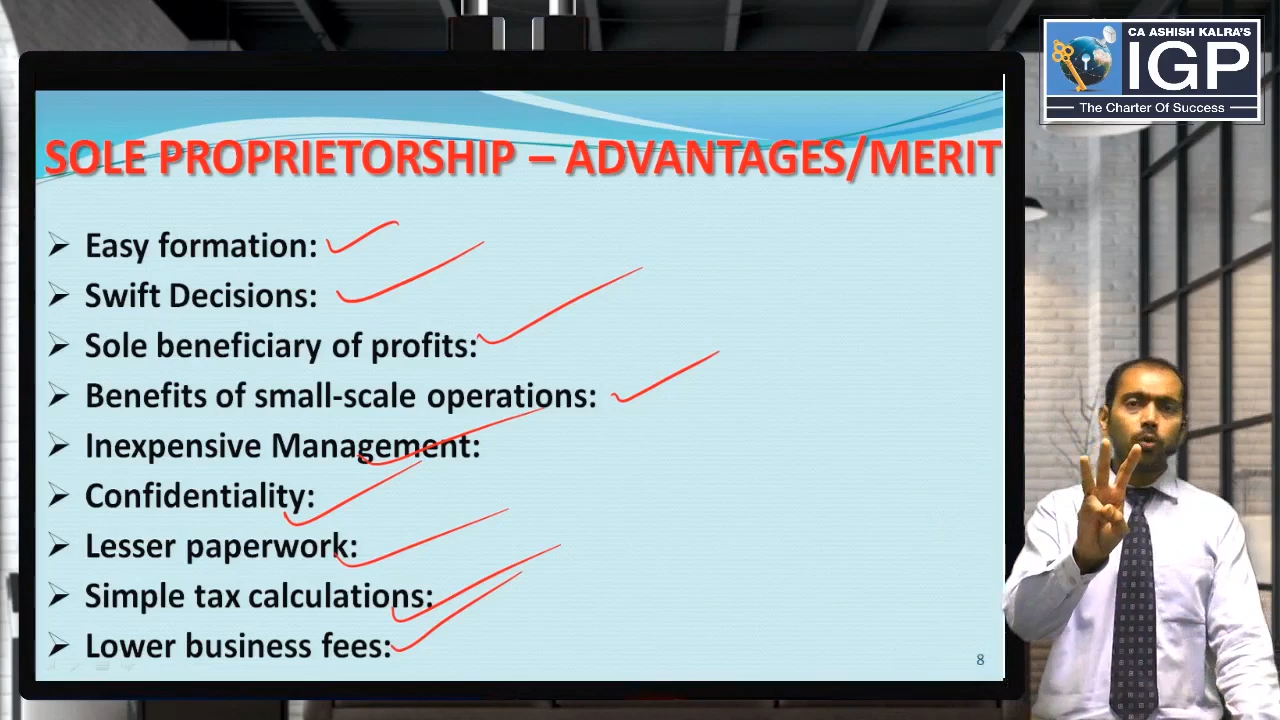 CA ASHISH KALRA'S
IGP
The Charter Of Success
SOLE PROPRIETORSHIP – ADVANTAGES/MERIT
Easy formation:
Swift Decisions:
Sole beneficiary of profits:
Benefits of small-scale operations:
Inexpensive Management:
Confidentiality:
Lesser paperwork:
Simple tax calculations:
Lower business fees:
8